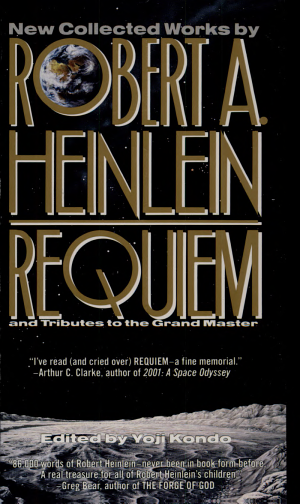 New Collected Works by
ROBERT A.
HEINLEIN
REQUIEM
and Tributes to the Grand Master
"I've read (and cried over) REQUIEM–a fine memorial."
–Arthur C. Clarke, author of 2001: A Space Odyssey
Edited by Yoji Kondo
"86,000 words of Robert Heinlein–never been in book form before.
A real treasure for all of Robert Heinlein's children."
–Greg Bear, author of THE FORGE OF GOD